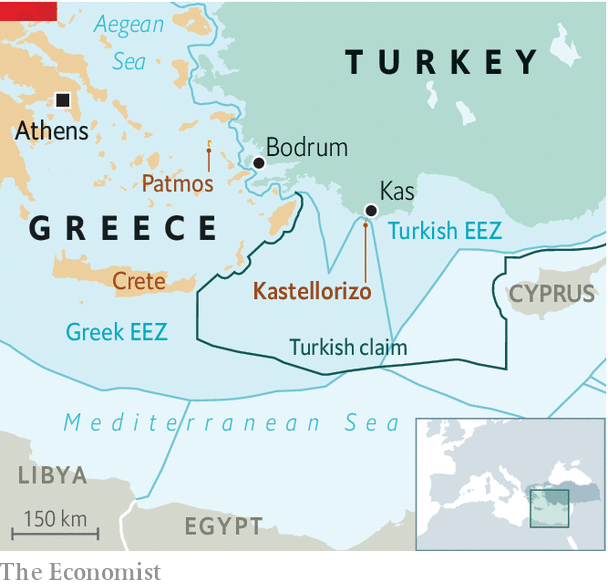 Aegean
Sea
TURKEY
Athens
Bodrum
Patmos
Kas
GREECE
Turkish EEZ
Crete
Kastellorizo
CYPRUS
Greek EEZ
Turkish claim
Mediterranean Sea
LIBYA
150 km
EGYPT
The Economist